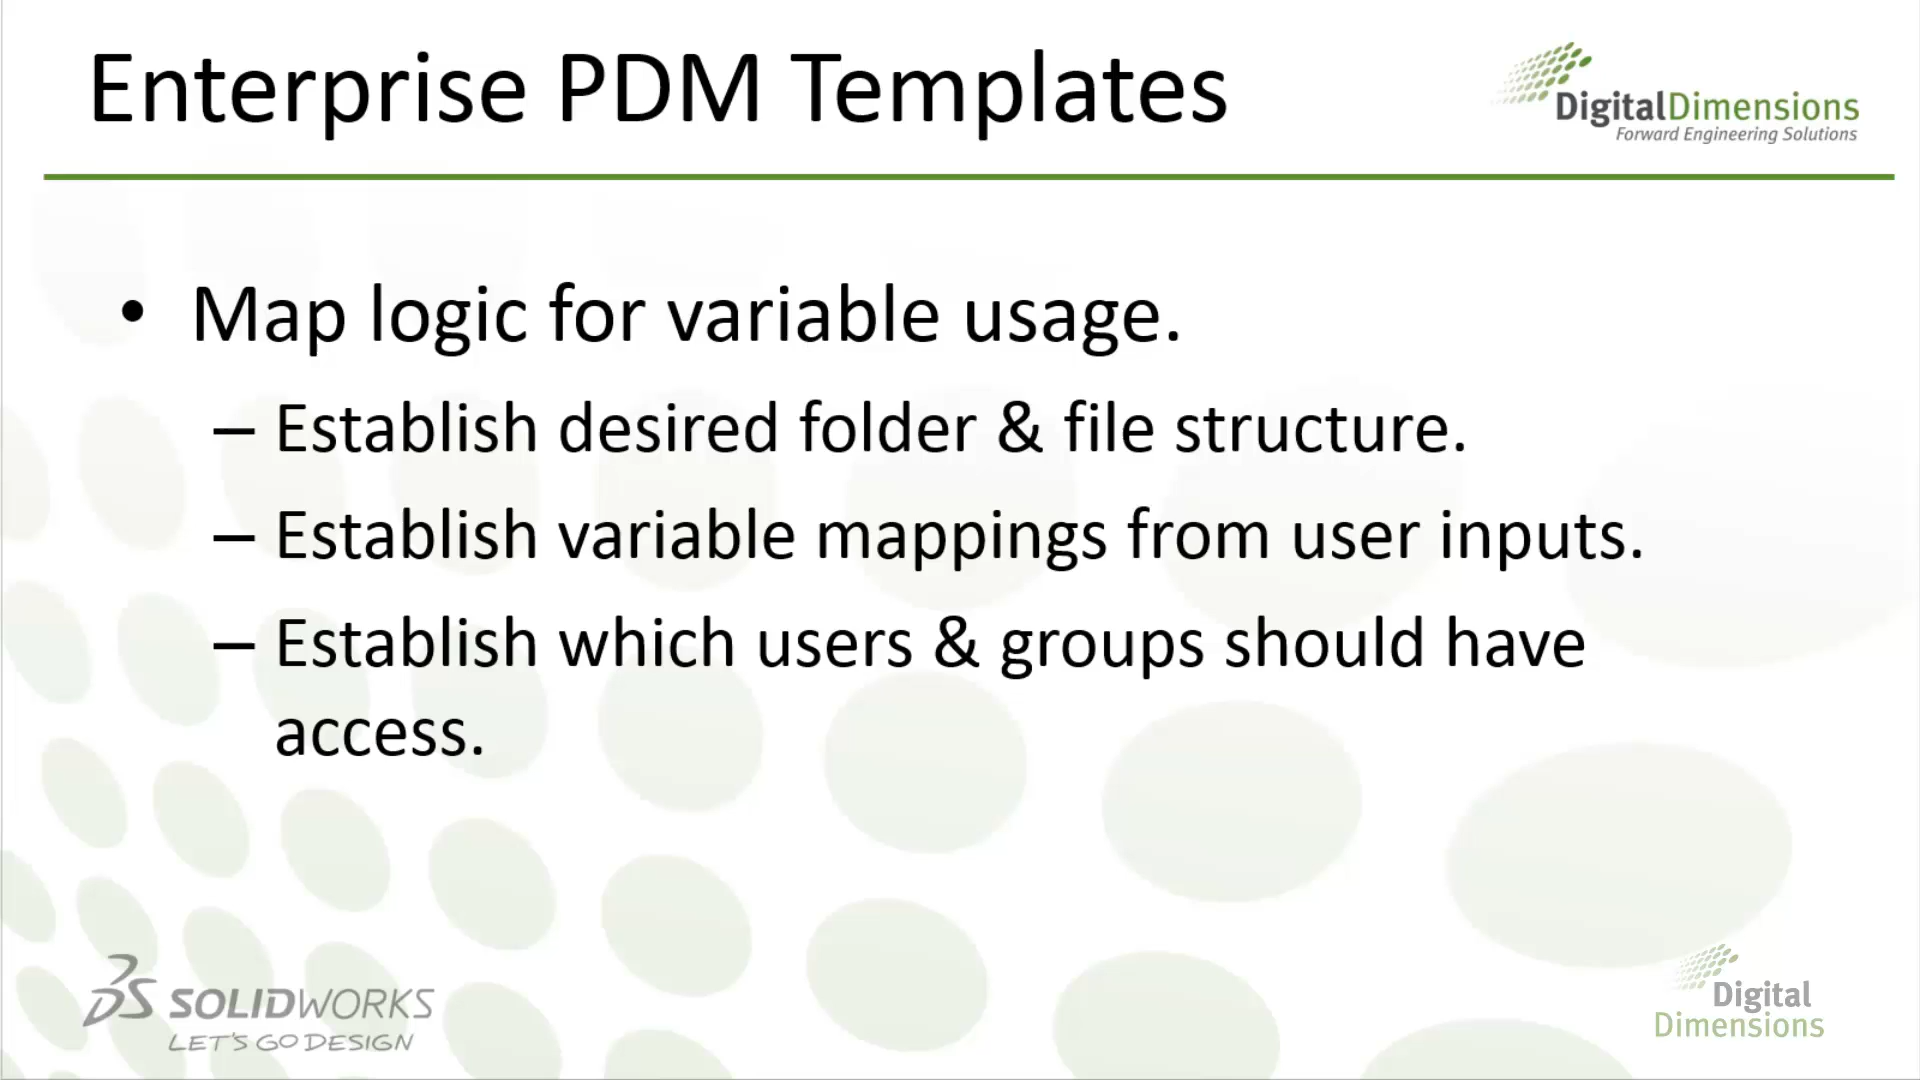 Enterprise PDM Templates
DigitalDimensions
Forward Engineering Solutions
• Map logic for variable usage.
– Establish desired folder & file structure.
– Establish variable mappings from user inputs.
– Establish which users & groups should have
access.
SOLIDWORKS
LET'S GO DESIGN
Digital
Dimensions